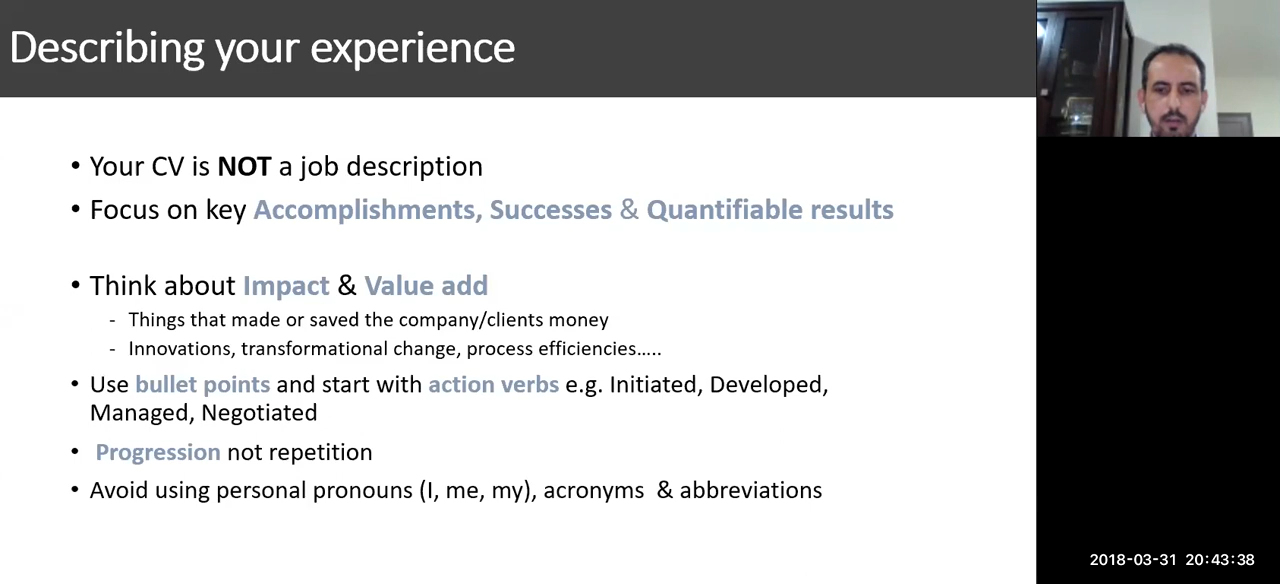 Describing your experience
• Your CV is NOT a job description
• Focus on key Accomplishments, Successes & Quantifiable results
• Think about Impact & Value add
- Things that made or saved the company/clients money
- Innovations, transformational change, process efficiencies…..
• Use bullet points and start with action verbs e.g. Initiated, Developed,
Managed, Negotiated
• Progression not repetition
• Avoid using personal pronouns (I, me, my), acronyms & abbreviations
2018-03-31 20:43:38